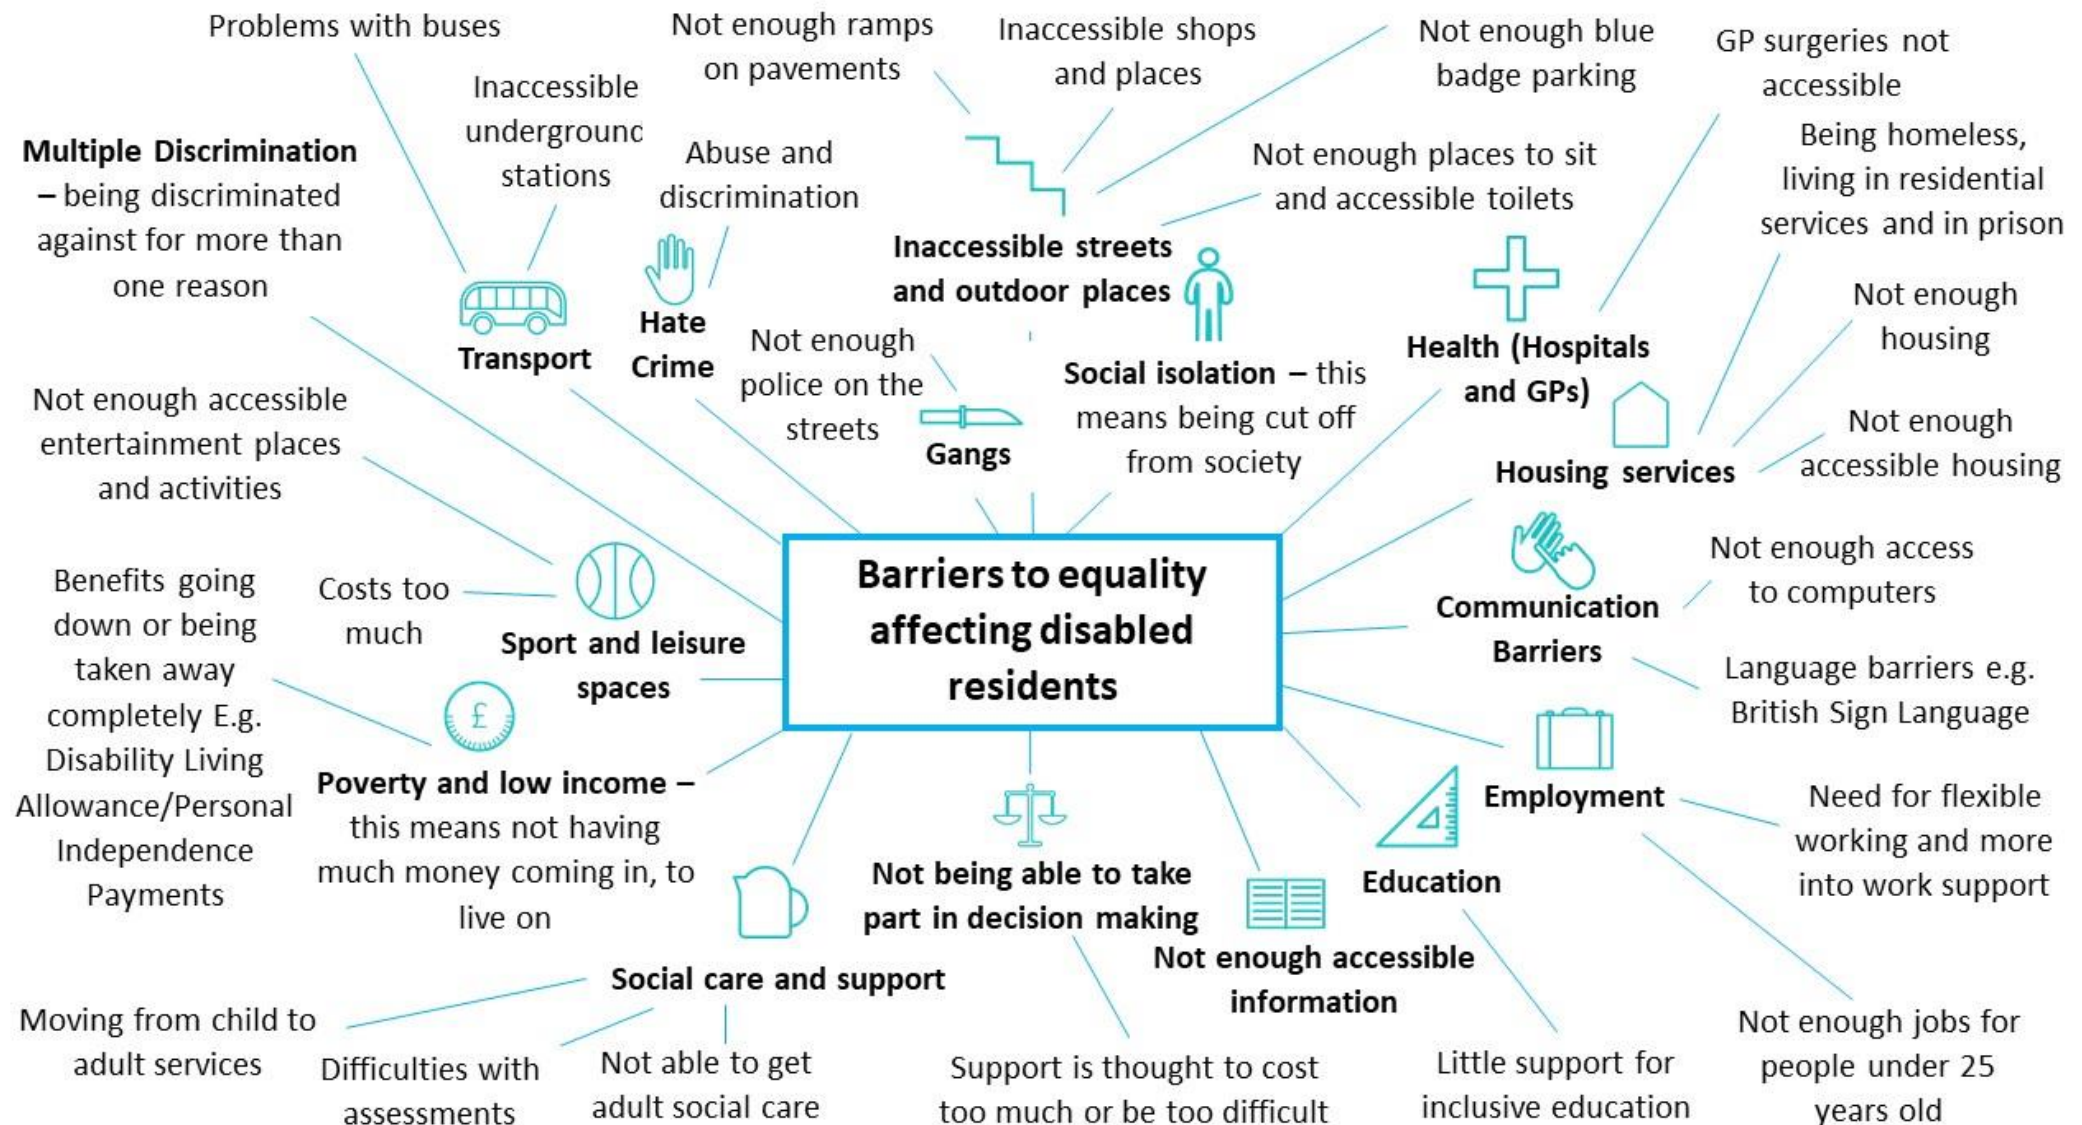 Problems with buses
Inaccessible
underground
stations
Not enough ramps
on pavements
Inaccessible shops
and places
Not enough blue
badge parking
GP surgeries not
accessible
Multiple Discrimination
– being discriminated
against for more than
one reason
Abuse and
discrimination
Not enough places to sit
and accessible toilets
Being homeless,
living in residential
services and in prison
Transport
Hate
Crime
Inaccessible streets
and outdoor places
Health (Hospitals
and GPs)
Not enough
housing
Not enough
police on the
streets
Gangs
Social isolation – this
means being cut off
from society
Housing services
Not enough
accessible housing
Not enough accessible
entertainment places
and activities
Costs too
much
Sport and leisure
spaces
Barriers to equality
affecting disabled
residents
Communication
Barriers
Not enough access
to computers
Language barriers e.g.
British Sign Language
Benefits going
down or being
taken away
completely E.g.
Disability Living
Allowance/Personal
Independence
Payments
£
Poverty and low income –
this means not having
much money coming in, to
live on
Employment
Need for flexible
working and more
into work support
Not enough jobs for
people under 25
years old
Social care and support
Moving from child to
adult services
Difficulties with
assessments
Not able to get
adult social care
Not being able to take
part in decision making
Support is thought to cost
too much or be too difficult
Not enough accessible
information
Education
Little support for
inclusive education